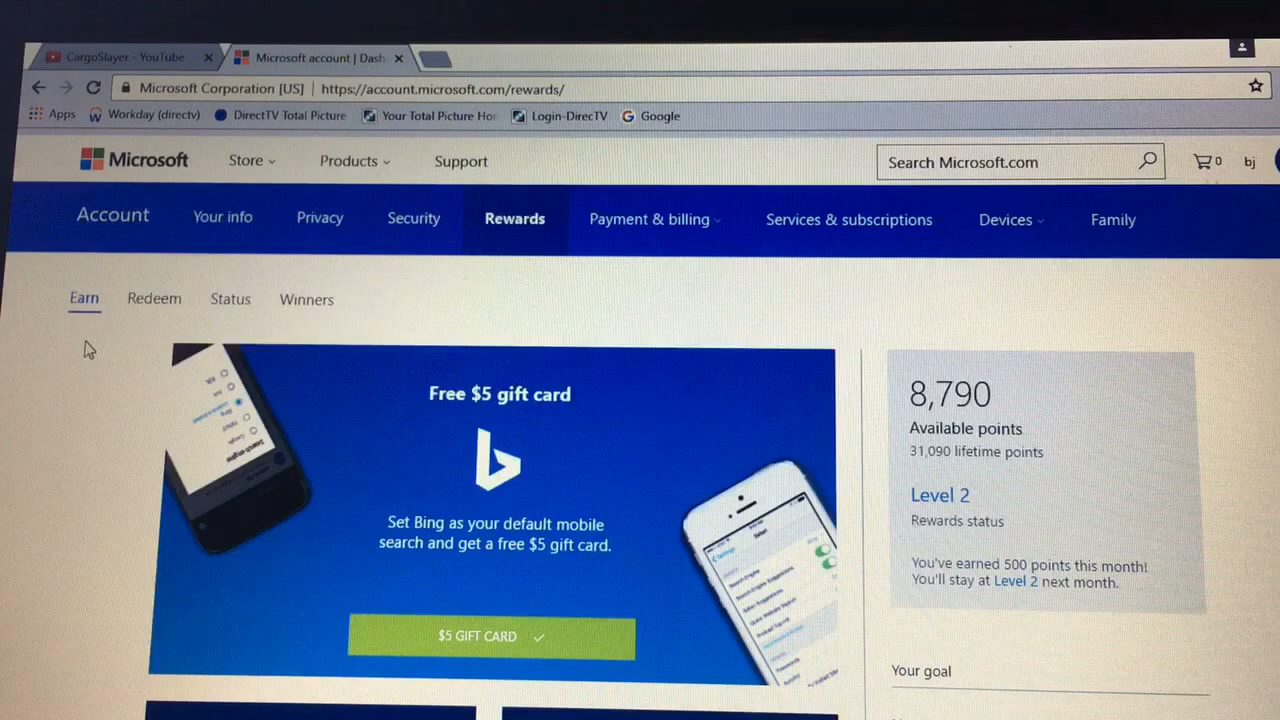 CargoSlayer - YouTube
Microsoft account | Dash
Microsoft Corporation [US]
https://account.microsoft.com/rewards/
Apps
Workday (directv)
DirectTV Total Picture
Your Total Picture Hor
Login-DirecTV
Google
Microsoft
Store
Products
Support
Search Microsoft.com
0
bj
Account
Your info
Privacy
Security
Rewards
Payment & billing
Services & subscriptions
Devices
Family
Earn
Redeem
Status
Winners
Free $5 gift card
Set Bing as your default mobile
search and get a free $5 gift card.
$5 GIFT CARD
Search engine
Google
Safari
8,790
Available points
31,090 lifetime points
Level 2
Rewards status
You've earned 500 points this month!
You'll stay at Level 2 next month.
Your goal